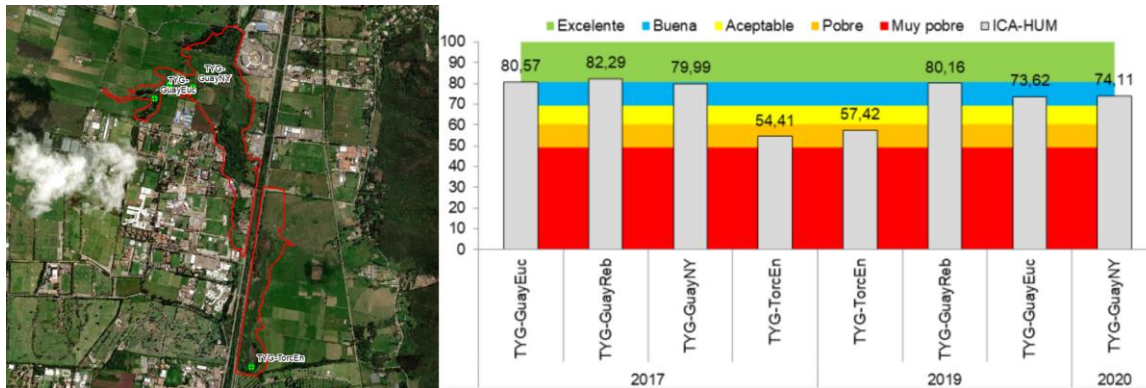 TYG-
GuayNY
TYG-
GuayEuc
TYG-TorcEn
Excelente Buena Aceptable Pobre Muy pobre ICA-HUM
100
90
80
70
60
50
40
30
20
10
0
80,57
82,29
79,99
54,41
57,42
80,16
73,62
74,11
TYG-GuayEuc
TYG-GuayReb
TYG-GuayNY
TYG-TorcEn
TYG-TorcEn
TYG-GuayReb
TYG-GuayEuc
TYG-GuayNY
2017 2019 2020